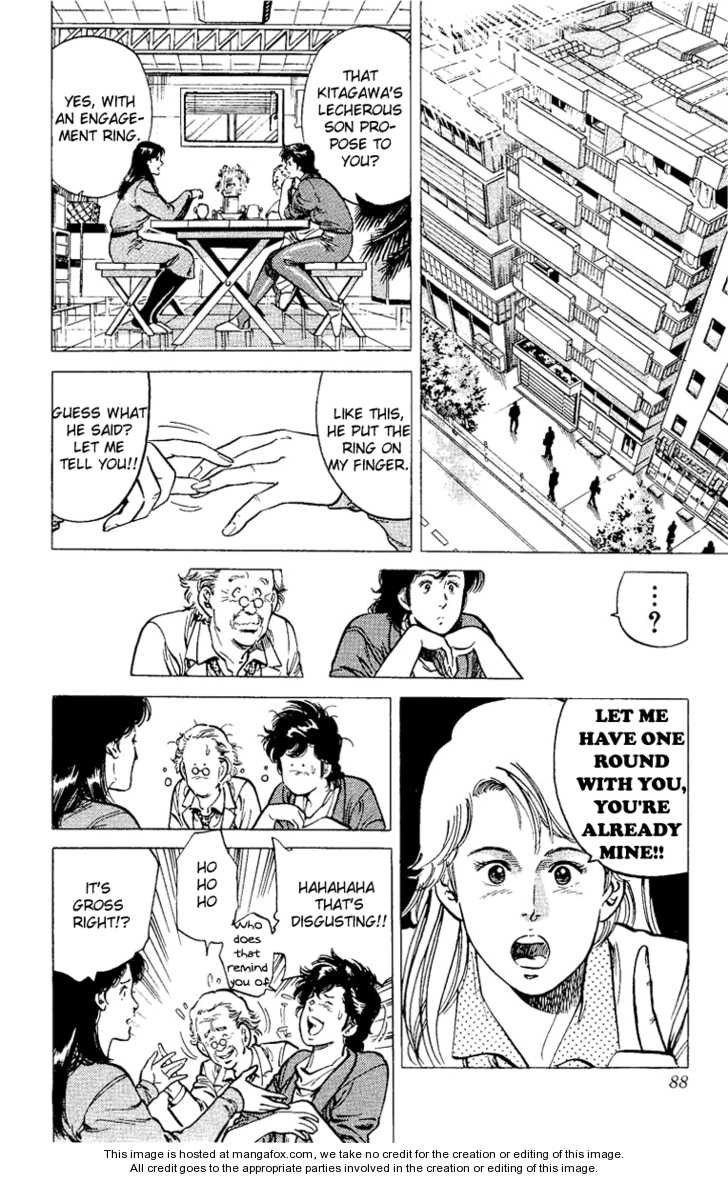 THAT
KITAGAWA'S
LECHEROUS
SON PRO-
POSE TO
YOU?
YES, WITH
AN ENGAGE-
MENT RING.
LIKE THIS,
HE PUT THE
RING ON
MY FINGER.
GUESS WHAT
HE SAID?
LET ME
TELL YOU!!
...
?
LET ME
HAVE ONE
ROUND
WITH YOU,
YOU'RE
ALREADY
MINE!!
HAHAHAHA
THAT'S
DISGUSTING!!
HO
HO
HO
Who
does
that
remind
you of
IT'S
GROSS
RIGHT!?
88
This image is hosted at mangafox.com, we take no credit for the creation or editing of this image.
All credit goes to the appropriate parties involved in the creation or editing of this image.